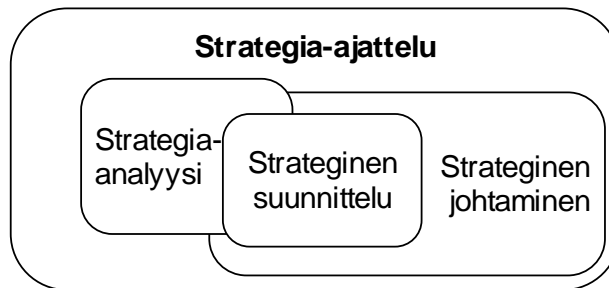 Strategia-ajattelu
Strategia-
analyysi
Strateginen
suunnittelu
Strateginen
johtaminen